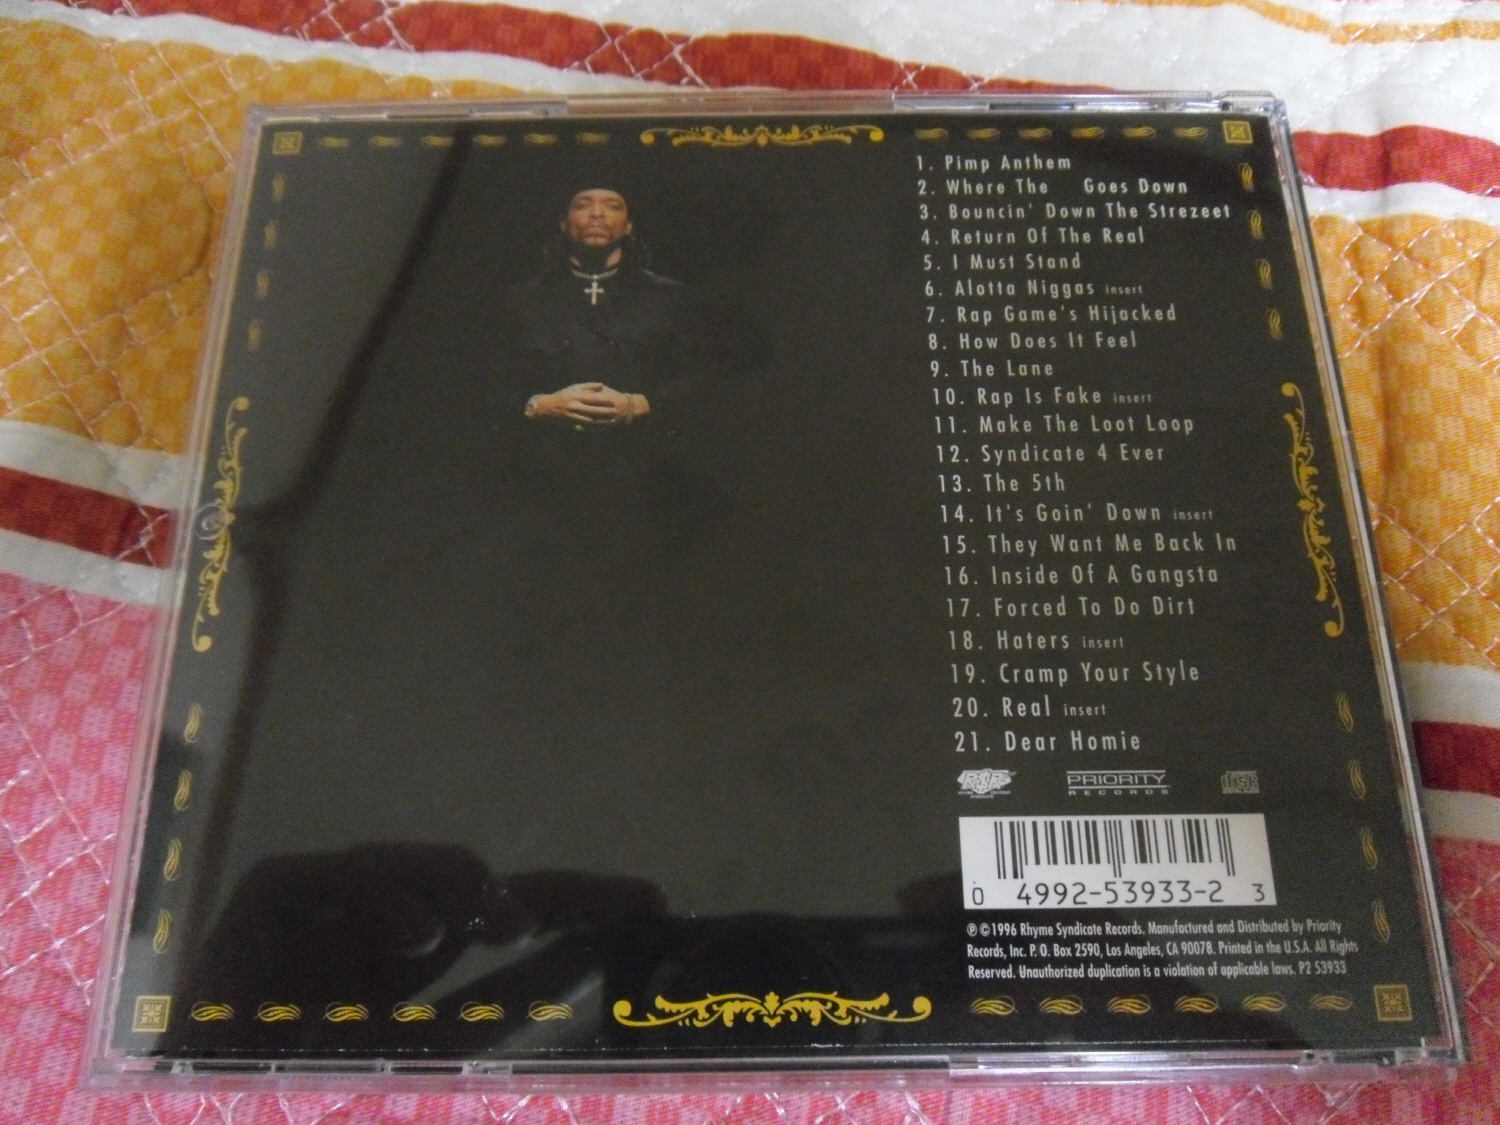 1. Pimp Anthem
2. Where The Goes Down
3. Bouncin' Down The Strezeet
4. Return Of The Real
5. I Must Stand
6. Alotta Niggas insert
7. Rap Game's Hijacked
8. How Does It Feel
9. The Lane
10. Rap Is Fake insert
11. Make The Loot Loop
12. Syndicate 4 Ever
13. The 5th
14. It's Goin' Down insert
15. They Want Me Back In
16. Inside Of A Gangsta
17. Forced To Do Dirt
18. Haters insert
19. Cramp Your Style
20. Real insert
21. Dear Homie
PRIORITY
RECORDS
disc
0 4992-53933-2 3
℗©1996 Rhyme Syndicate Records. Manufactured and Distributed by Priority
Records, Inc. P.O. Box 2590, Los Angeles, CA 90078. Printed in the U.S.A. All Rights
Reserved. Unauthorized duplication is a violation of applicable laws. P2 53933